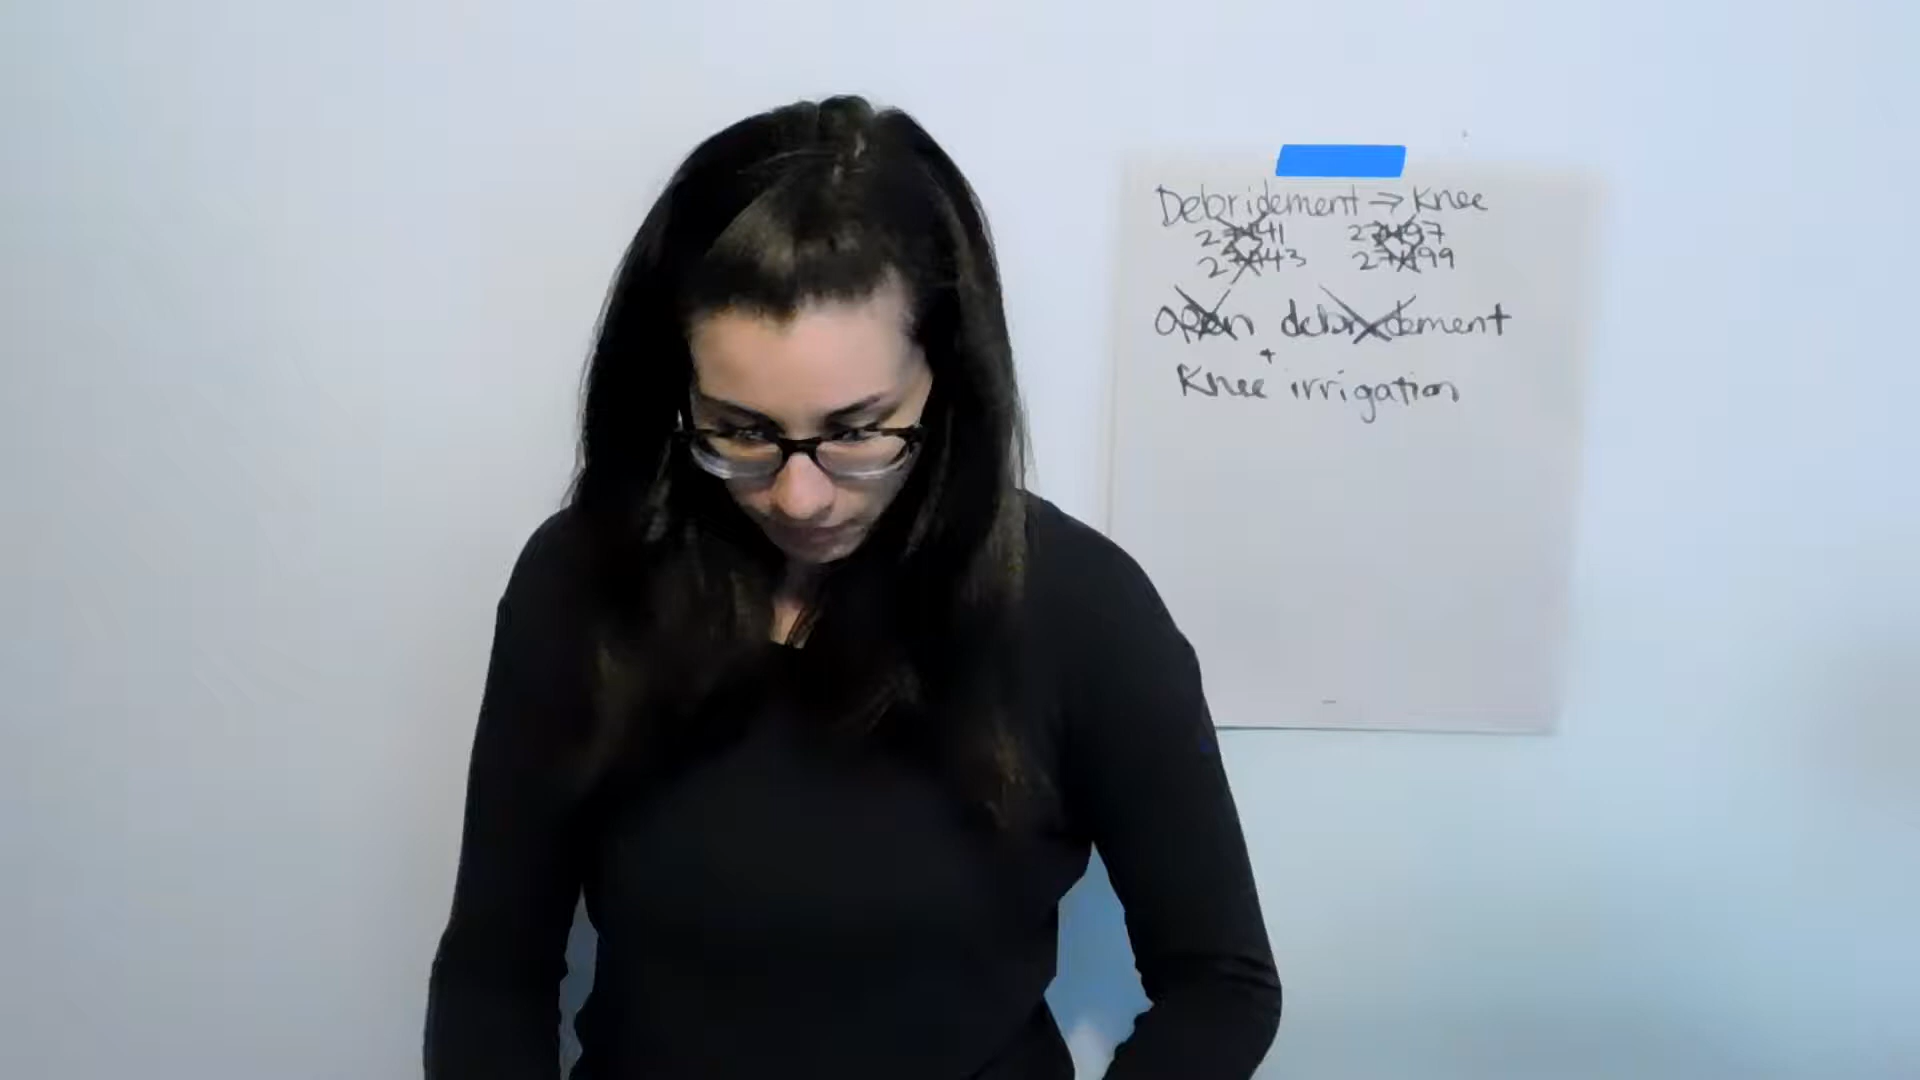 Debridement → Knee
27441 27497
27443 27499
open debridement
+
Knee irrigation